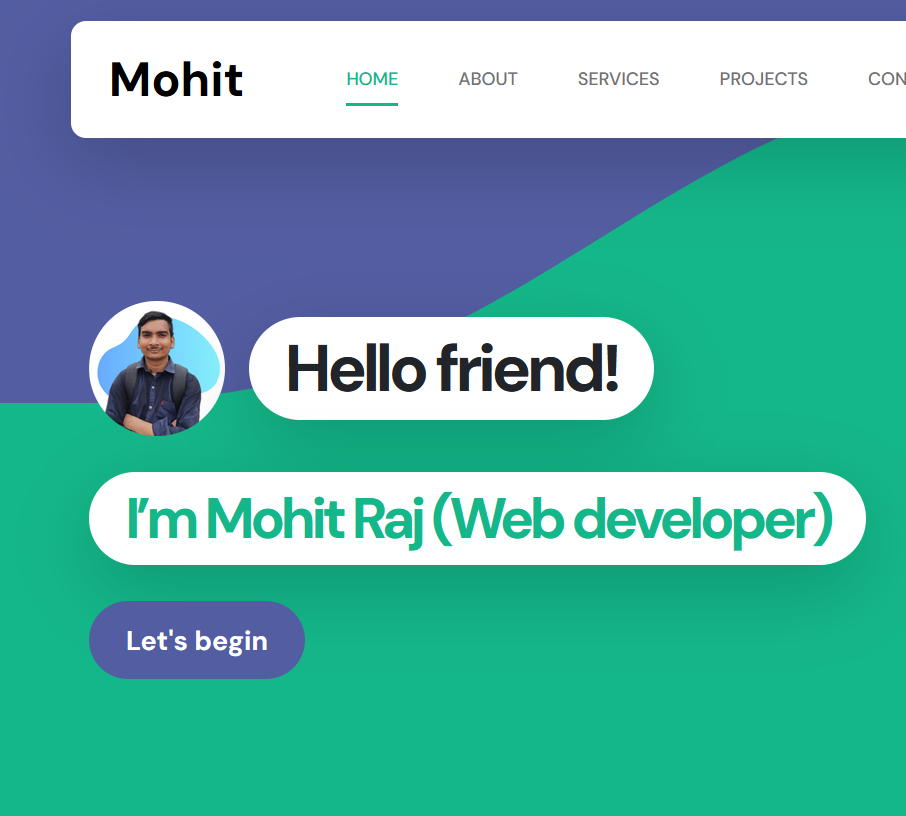 Mohit HOME ABOUT SERVICES PROJECTS CON
Hello friend!
I’m Mohit Raj (Web developer)
Let's begin